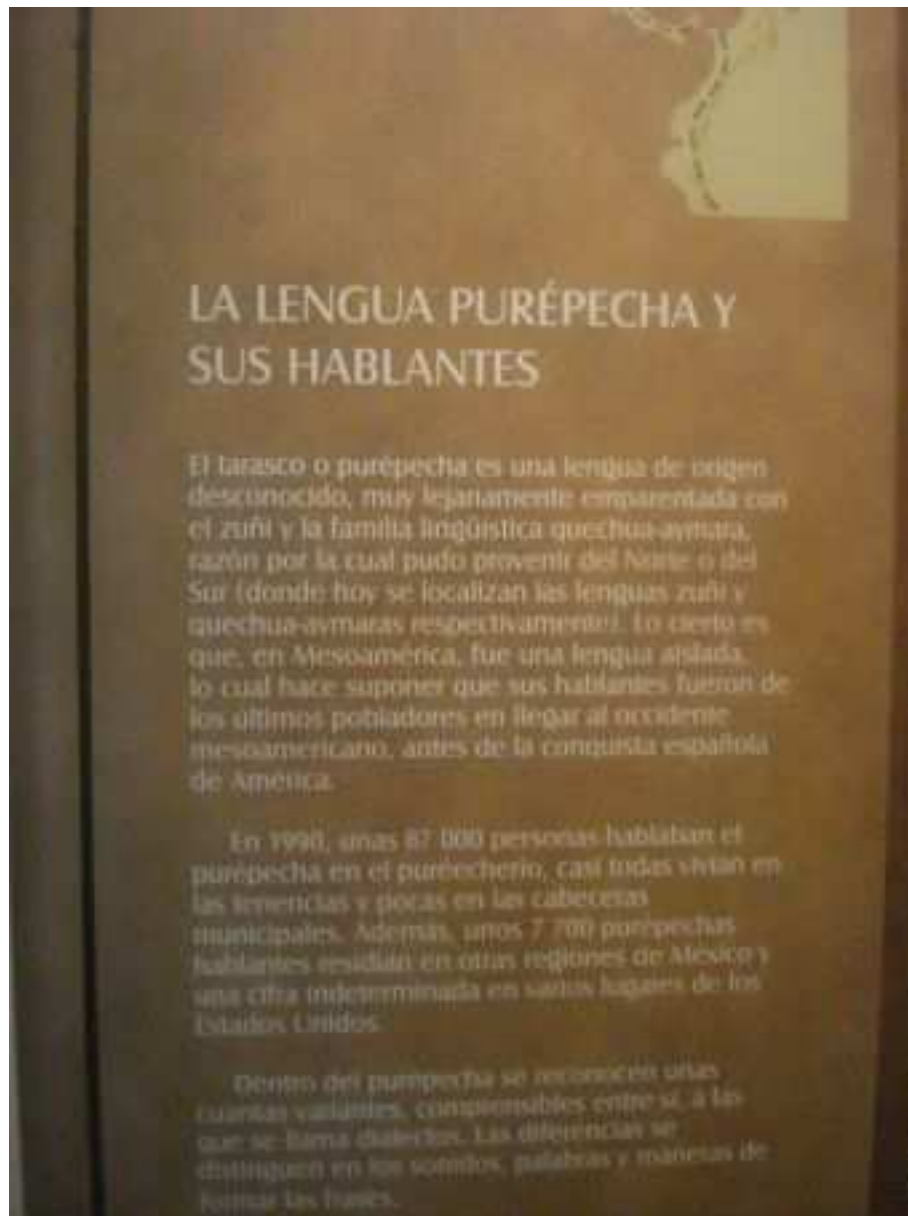 LA LENGUA PURÉPECHA Y
SUS HABLANTES
El tarasco o purépecha es una lengua de origen
desconocido, muy lejanamente emparentada con
el zuñi y la familia lingüística quechua-aymara,
razón por la cual pudo provenir del Norte o del
Sur (donde hoy se localizan las lenguas zuñi y
quechua-aymaras respectivamente). Lo cierto es
que, en Mesoamérica, fue una lengua aislada,
lo cual hace suponer que sus hablantes fueron de
los últimos pobladores en llegar al occidente
mesoamericano, antes de la conquista española
de América.
En 1990, unas 87 000 personas hablaban el
purépecha en el puréecherio, casi todas vivían en
las tenencias y pocas en las cabeceras
municipales. Además, unos 7 700 purépechas
hablantes residían en otras regiones de México y
una cifra indeterminada en varios lugares de los
Estados Unidos.
Dentro del purépecha se reconocen unas
cuantas variantes, comprensibles entre sí, a las
que se llama dialectos. Las diferencias se
distinguen en los sonidos, palabras y maneras de
formar las frases.